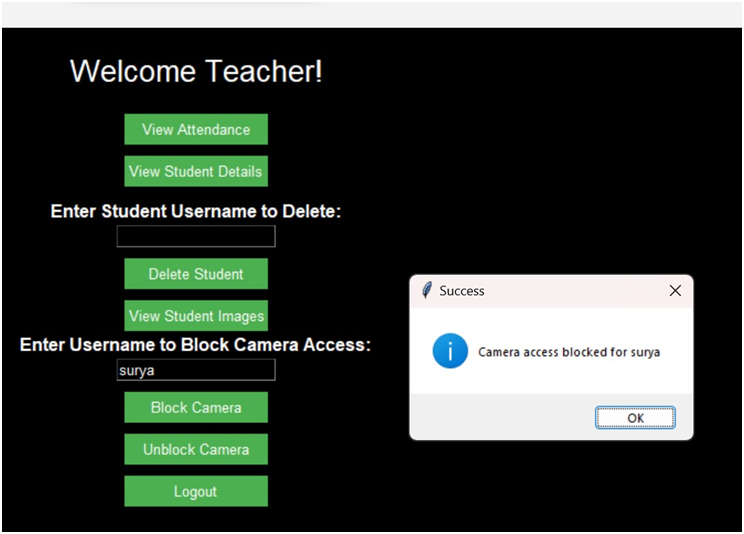 Welcome Teacher!
View Attendance
View Student Details
Enter Student Username to Delete:
Delete Student
View Student Images
Enter Username to Block Camera Access:
surya
Block Camera
Unblock Camera
Logout
Success
Camera access blocked for surya
OK